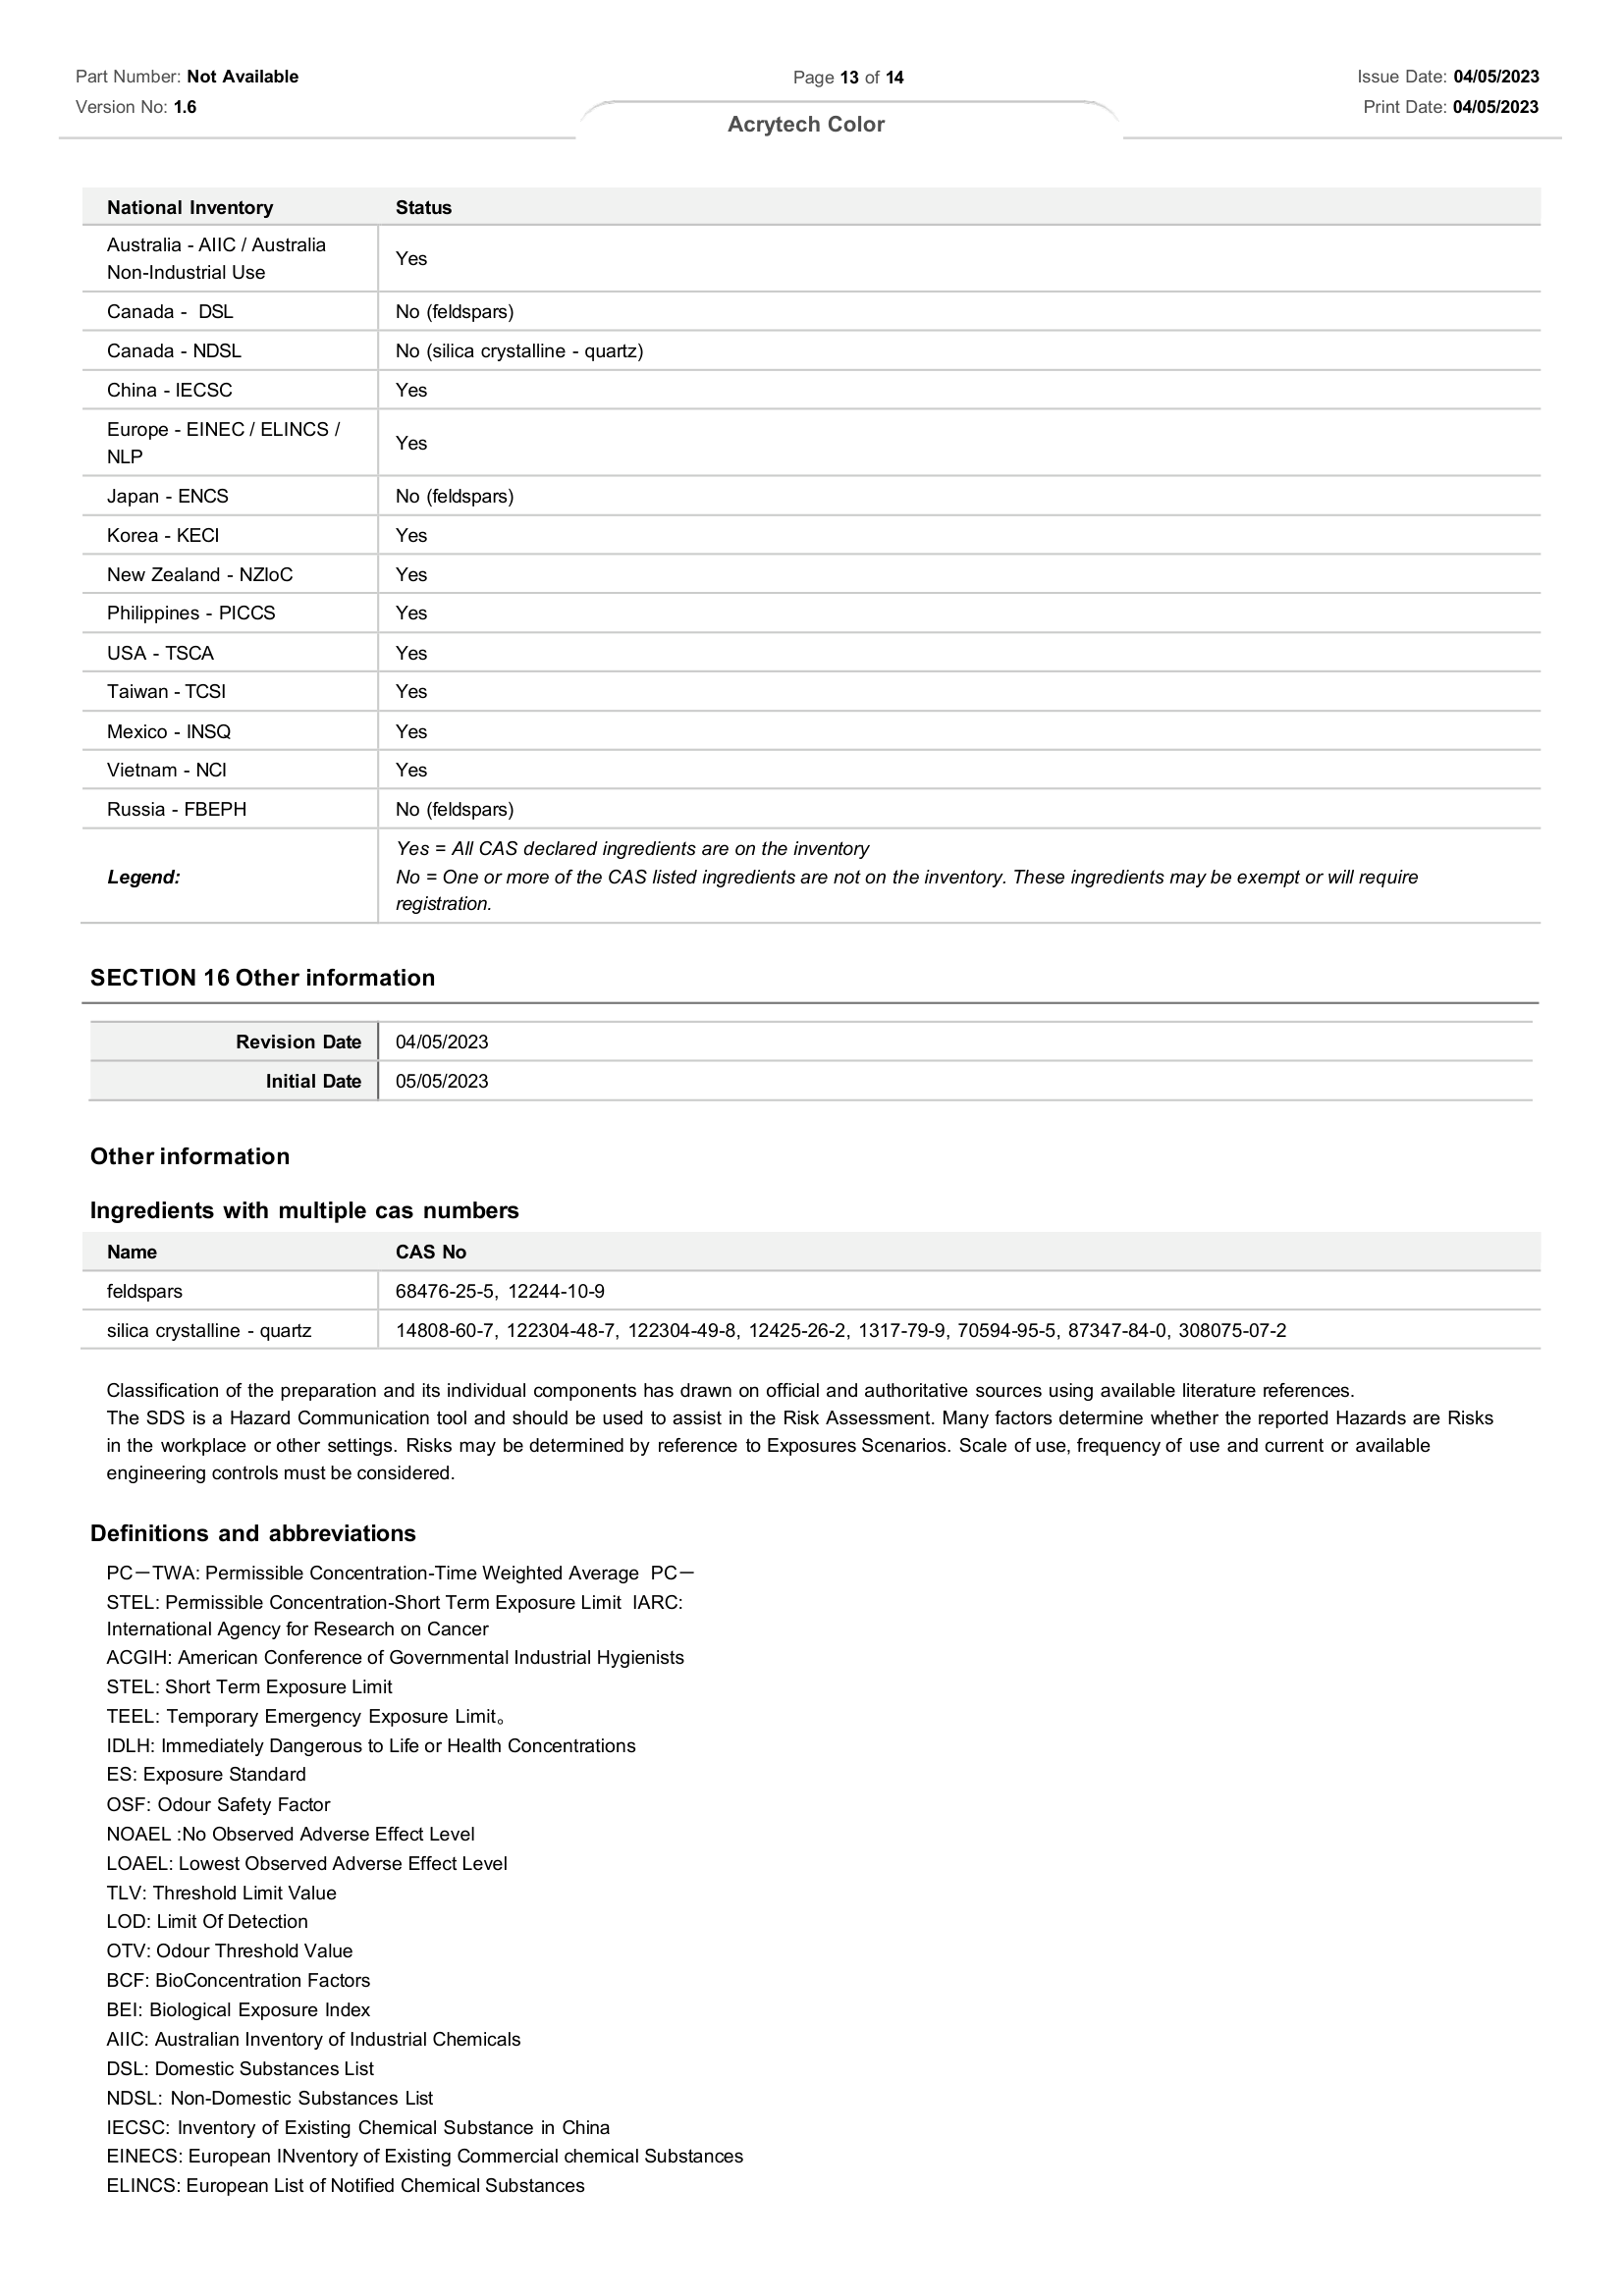 Part Number: Not Available
Page 13 of 14
Issue Date: 04/05/2023
Version No: 1.6
Print Date: 04/05/2023
Acrytech Color
National Inventory Status
Australia - AIIC / Australia
Non-Industrial Use
Yes
Canada - DSL No (feldspars)
Canada - NDSL No (silica crystalline - quartz)
China - IECSC Yes
Europe - EINEC / ELINCS /
NLP
Yes
Japan - ENCS No (feldspars)
Korea - KECI Yes
New Zealand - NZIoC Yes
Philippines - PICCS Yes
USA - TSCA Yes
Taiwan - TCSI Yes
Mexico - INSQ Yes
Vietnam - NCI Yes
Russia - FBEPH No (feldspars)
Legend:
Yes = All CAS declared ingredients are on the inventory
No = One or more of the CAS listed ingredients are not on the inventory. These ingredients may be exempt or will require
registration.
SECTION 16 Other information
Revision Date 04/05/2023
Initial Date 05/05/2023
Other information
Ingredients with multiple cas numbers
Name CAS No
feldspars 68476-25-5, 12244-10-9
silica crystalline - quartz 14808-60-7, 122304-48-7, 122304-49-8, 12425-26-2, 1317-79-9, 70594-95-5, 87347-84-0, 308075-07-2
Classification of the preparation and its individual components has drawn on official and authoritative sources using available literature references.
The SDS is a Hazard Communication tool and should be used to assist in the Risk Assessment. Many factors determine whether the reported Hazards are Risks
in the workplace or other settings. Risks may be determined by reference to Exposures Scenarios. Scale of use, frequency of use and current or available
engineering controls must be considered.
Definitions and abbreviations
PC－TWA: Permissible Concentration-Time Weighted Average PC－
STEL: Permissible Concentration-Short Term Exposure Limit IARC:
International Agency for Research on Cancer
ACGIH: American Conference of Governmental Industrial Hygienists
STEL: Short Term Exposure Limit
TEEL: Temporary Emergency Exposure Limit。
IDLH: Immediately Dangerous to Life or Health Concentrations
ES: Exposure Standard
OSF: Odour Safety Factor
NOAEL :No Observed Adverse Effect Level
LOAEL: Lowest Observed Adverse Effect Level
TLV: Threshold Limit Value
LOD: Limit Of Detection
OTV: Odour Threshold Value
BCF: BioConcentration Factors
BEI: Biological Exposure Index
AIIC: Australian Inventory of Industrial Chemicals
DSL: Domestic Substances List
NDSL: Non-Domestic Substances List
IECSC: Inventory of Existing Chemical Substance in China
EINECS: European INventory of Existing Commercial chemical Substances
ELINCS: European List of Notified Chemical Substances